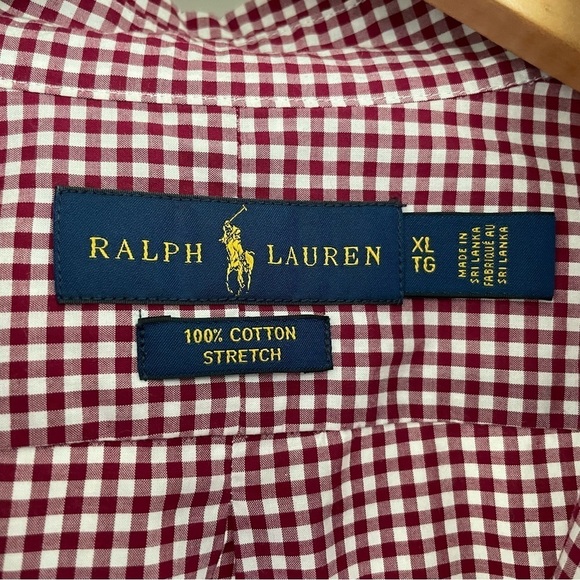 RALPH LAUREN
XL
TG
MADE IN
SRI LANKA
FABRIQUÉ AU
SRI LANKA
100% COTTON
STRETCH